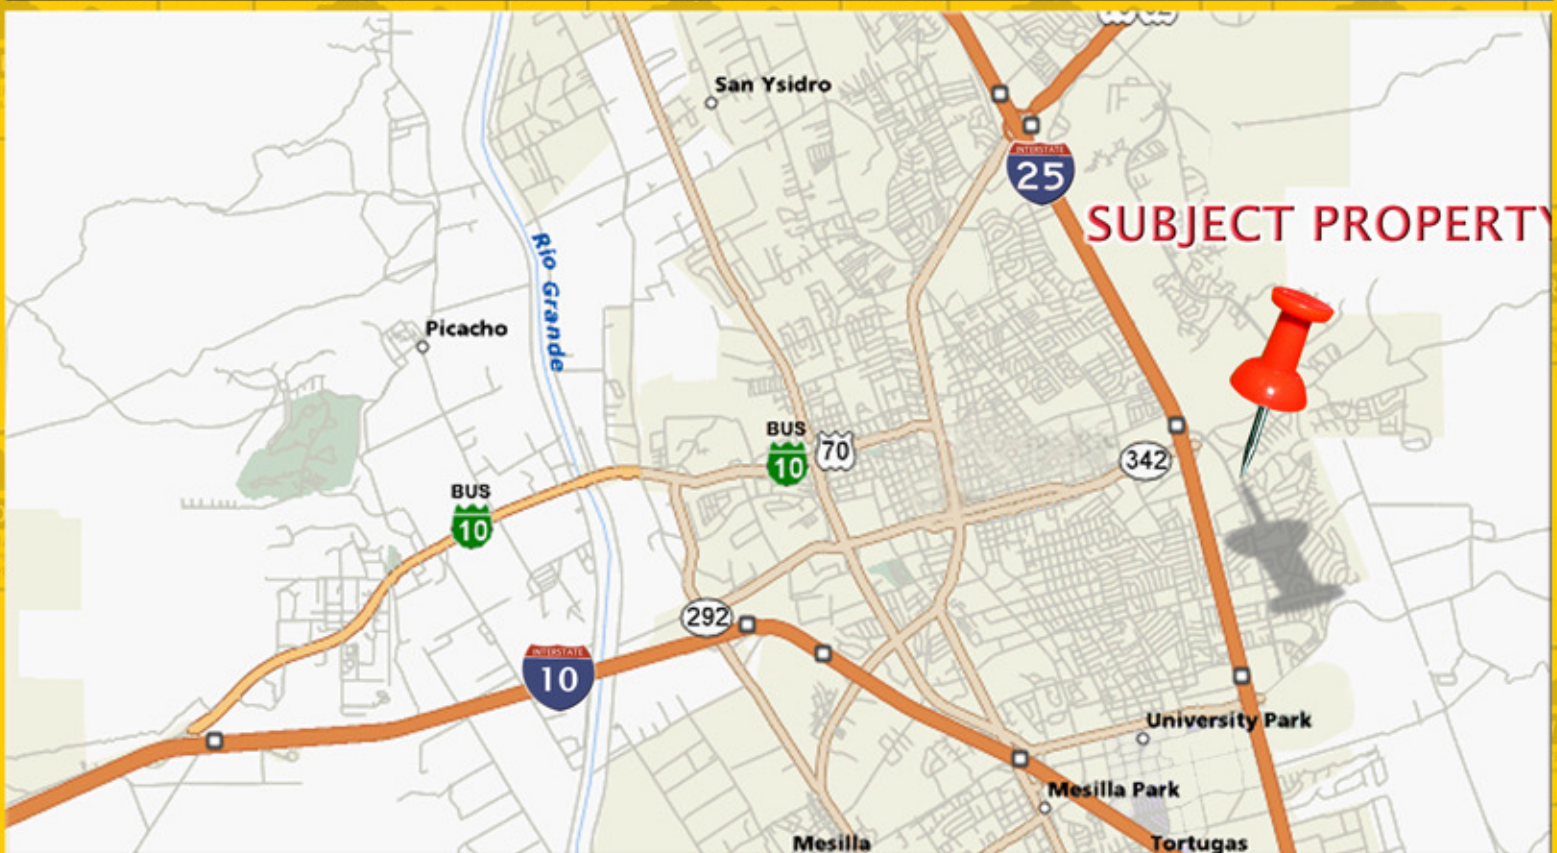 San Ysidro
INTERSTATE
25
SUBJECT PROPERTY
Rio Grande
Picacho
BUS
10
70
342
BUS
10
292
INTERSTATE
10
University Park
Mesilla Park
Mesilla
Tortugas